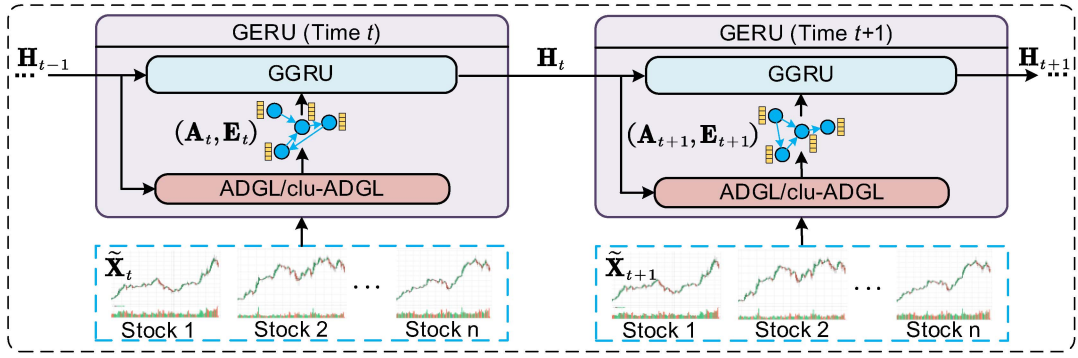 GERU (Time t)
GERU (Time t+1)
H_{t−1}
GGRU
H_t
GGRU
H_{t+1}
(A_t, E_t)
(A_{t+1}, E_{t+1})
ADGL/clu-ADGL
ADGL/clu-ADGL
X̃_t
X̃_{t+1}
Stock 1 Stock 2 ... Stock n
Stock 1 Stock 2 ... Stock n